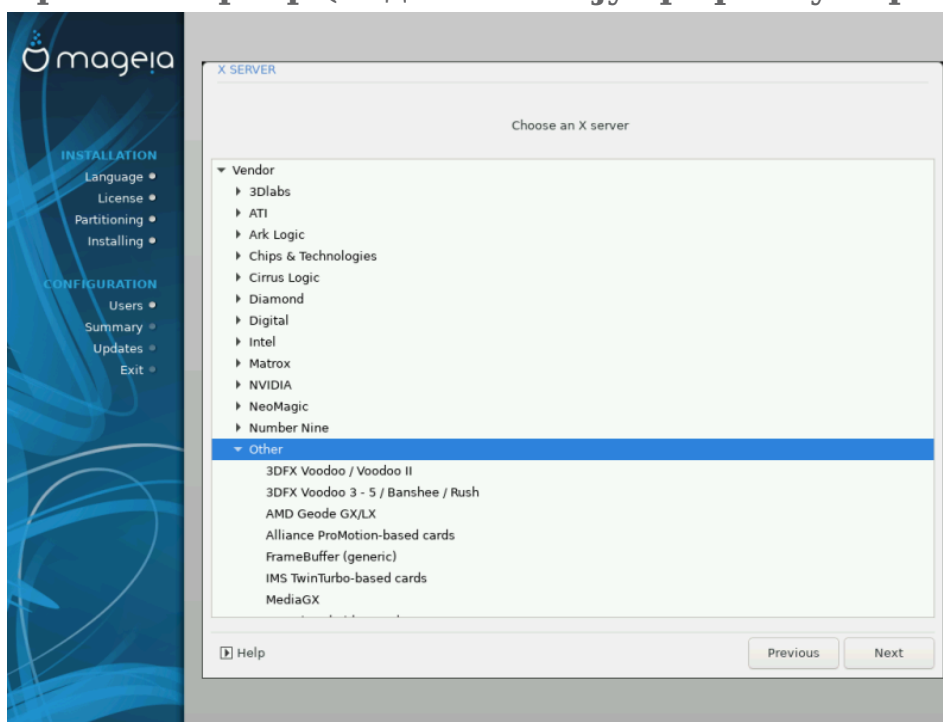 mageia
INSTALLATION
Language
License
Partitioning
Installing
CONFIGURATION
Users
Summary
Updates
Exit
X SERVER
Choose an X server
Vendor
3Dlabs
ATI
Ark Logic
Chips & Technologies
Cirrus Logic
Diamond
Digital
Intel
Matrox
NVIDIA
NeoMagic
Number Nine
Other
3DFX Voodoo / Voodoo II
3DFX Voodoo 3 - 5 / Banshee / Rush
AMD Geode GX/LX
Alliance ProMotion-based cards
FrameBuffer (generic)
IMS TwinTurbo-based cards
MediaGX
Help
Previous
Next